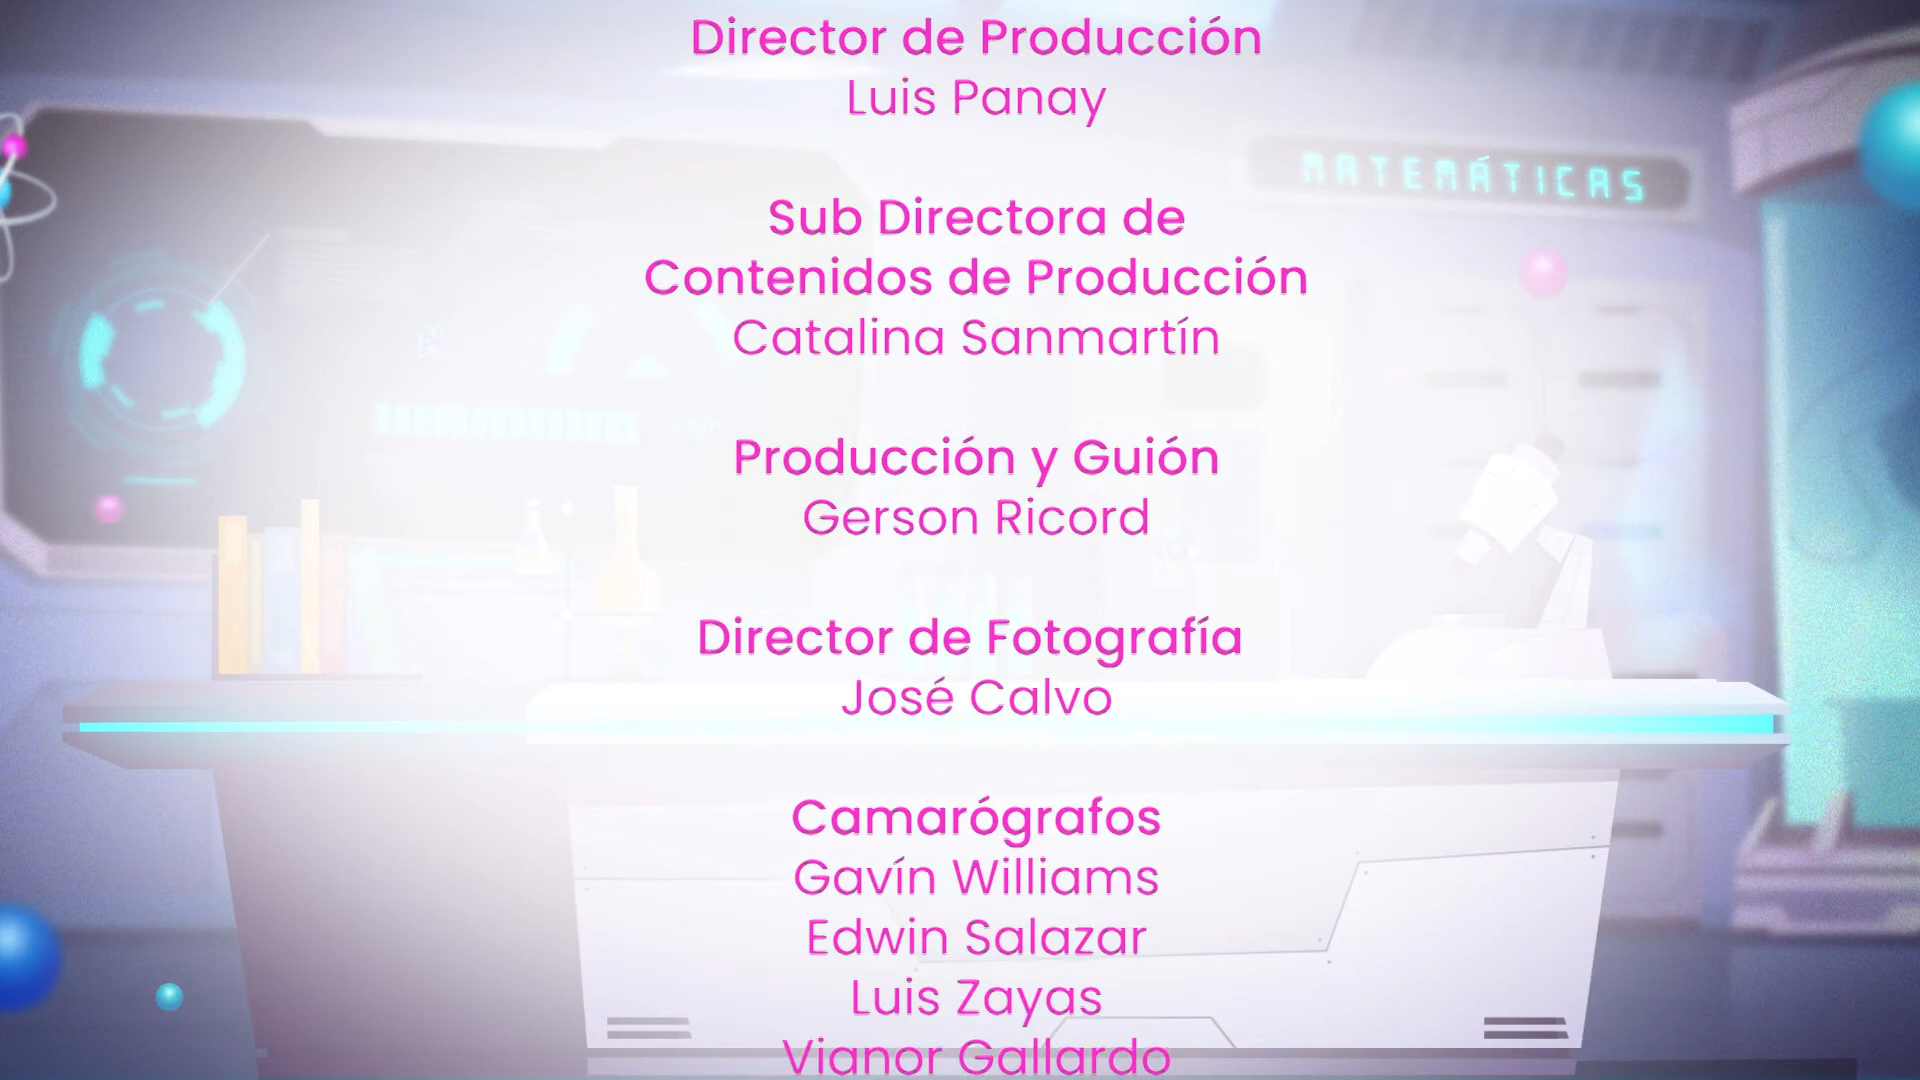 Director de Producción
Luis Panay
MATEMÁTICAS
Sub Directora de
Contenidos de Producción
Catalina Sanmartín
Producción y Guión
Gerson Ricord
Director de Fotografía
José Calvo
Camarógrafos
Gavín Williams
Edwin Salazar
Luis Zayas
Vianor Gallardo